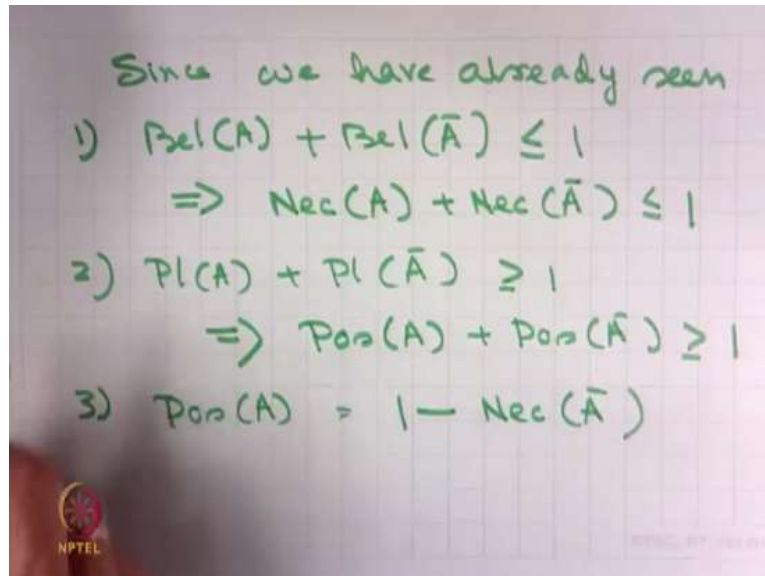 Since we have already seen
1) Bel(A) + Bel(Ā) ≤ 1
⇒ Nec(A) + Nec(Ā) ≤ 1
2) Pl(A) + Pl(Ā) ≥ 1
⇒ Pos(A) + Pos(Ā) ≥ 1
3) Pos(A) = 1 − Nec(Ā)
NPTEL